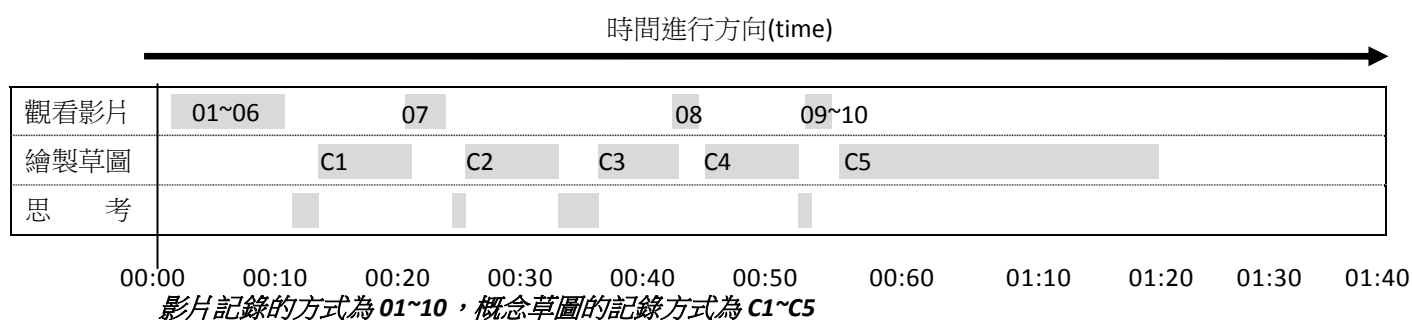 時間進行方向(time)
觀看影片 01~06 07 08 09~10
繪製草圖 C1 C2 C3 C4 C5
思 考
00:00 00:10 00:20 00:30 00:40 00:50 00:60 01:10 01:20 01:30 01:40
影片記錄的方式為 01~10，概念草圖的記錄方式為 C1~C5